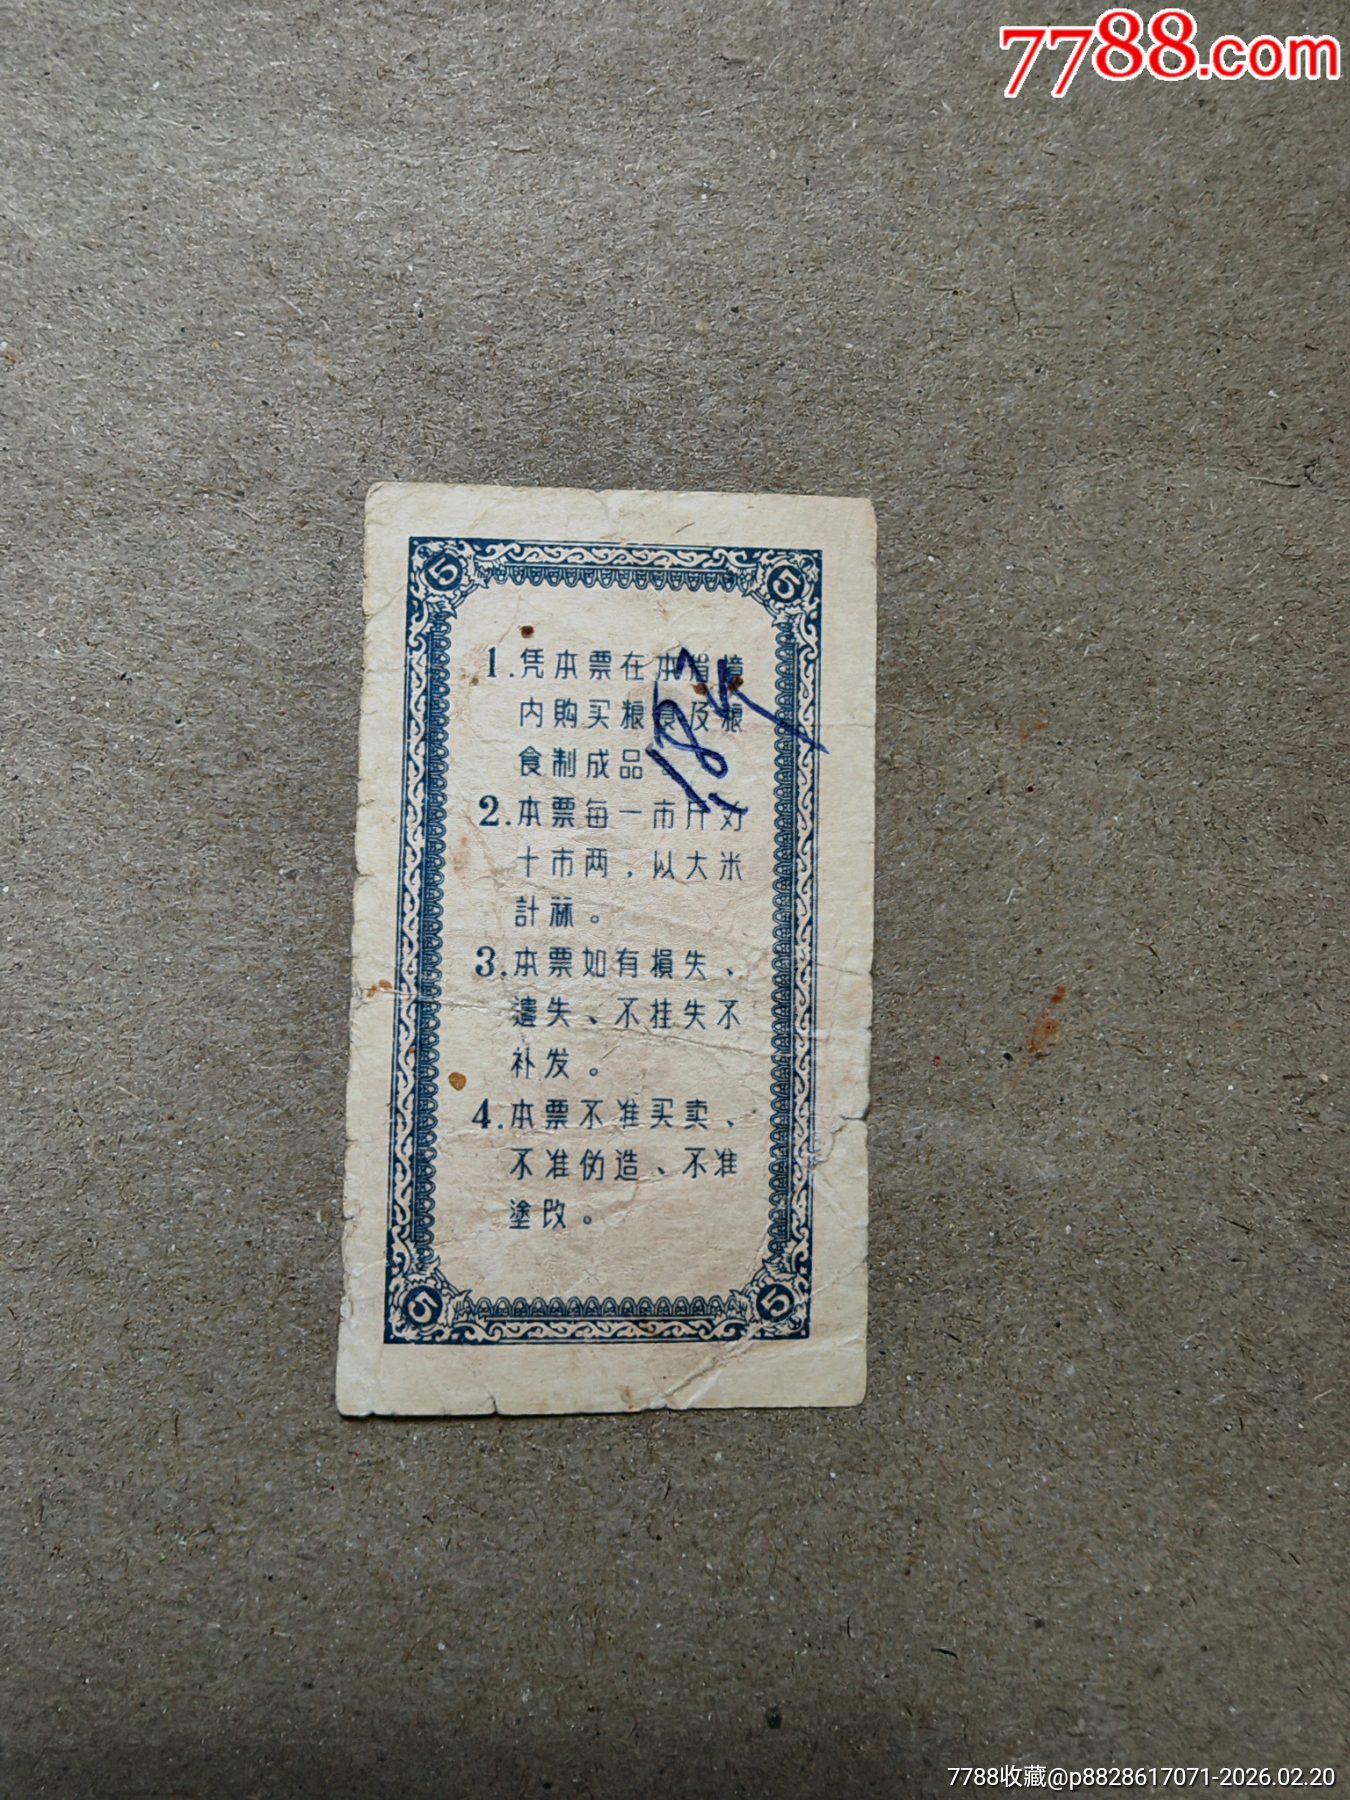 7788.com
5 5
1.凭本票在本省境
内購买粮食及粮
食制成品。
2.本票每一市斤为
十市两,以大米
計祘。
3.本票如有損失、
遺失、不挂失不
补发。
4.本票不准买卖、
不准伪造、不准
塗改。
5 5
7788收藏@p8828617071-2026.02.20